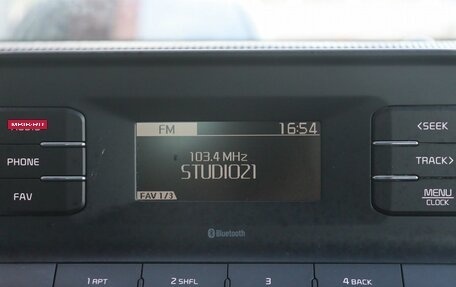 FM 16:54
<SEEK
103.4 MHz
PHONE
TRACK>
STUDIO21
FAV
FAV 1/3
MENU
CLOCK
Bluetooth
1 APT
2 SHFL
3
4 BACK